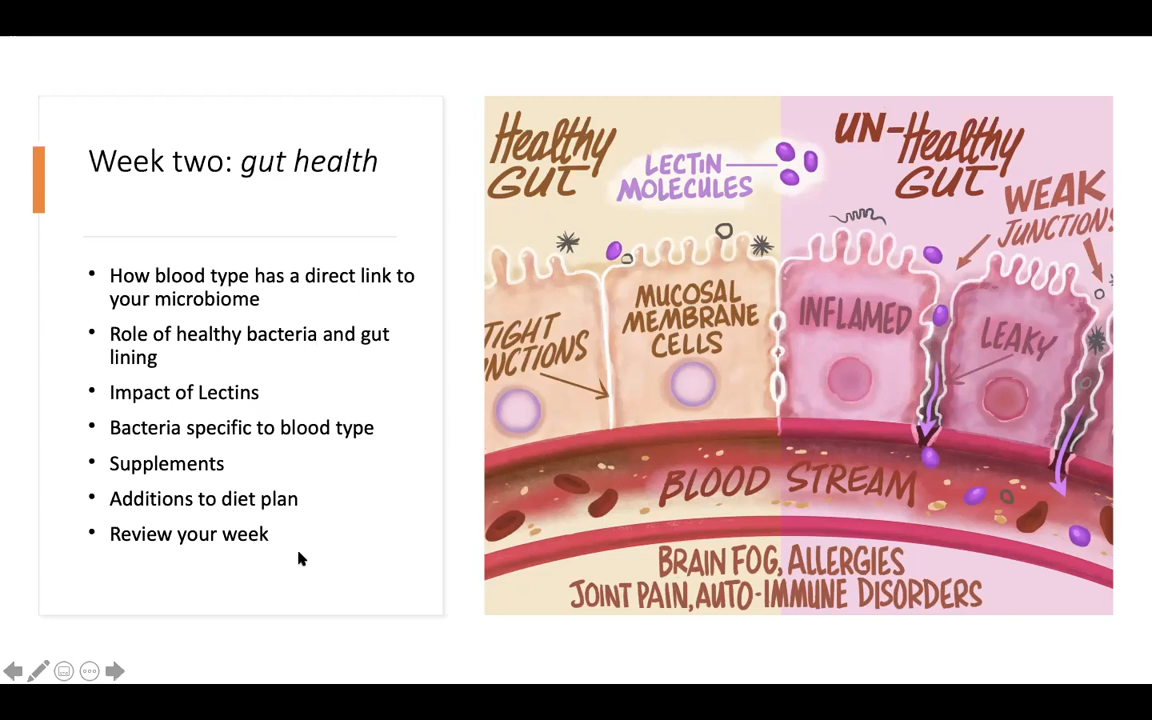 Week two: gut health
• How blood type has a direct link to
your microbiome
• Role of healthy bacteria and gut
lining
• Impact of Lectins
• Bacteria specific to blood type
• Supplements
• Additions to diet plan
• Review your week
Healthy
GUT
LECTIN
MOLECULES
UN-Healthy
GUT
WEAK
JUNCTIONS
TIGHT
NCTIONS
MUCOSAL
MEMBRANE
CELLS
INFLAMED
LEAKY
BLOOD STREAM
BRAIN FOG, ALLERGIES
JOINT PAIN, AUTO-IMMUNE DISORDERS